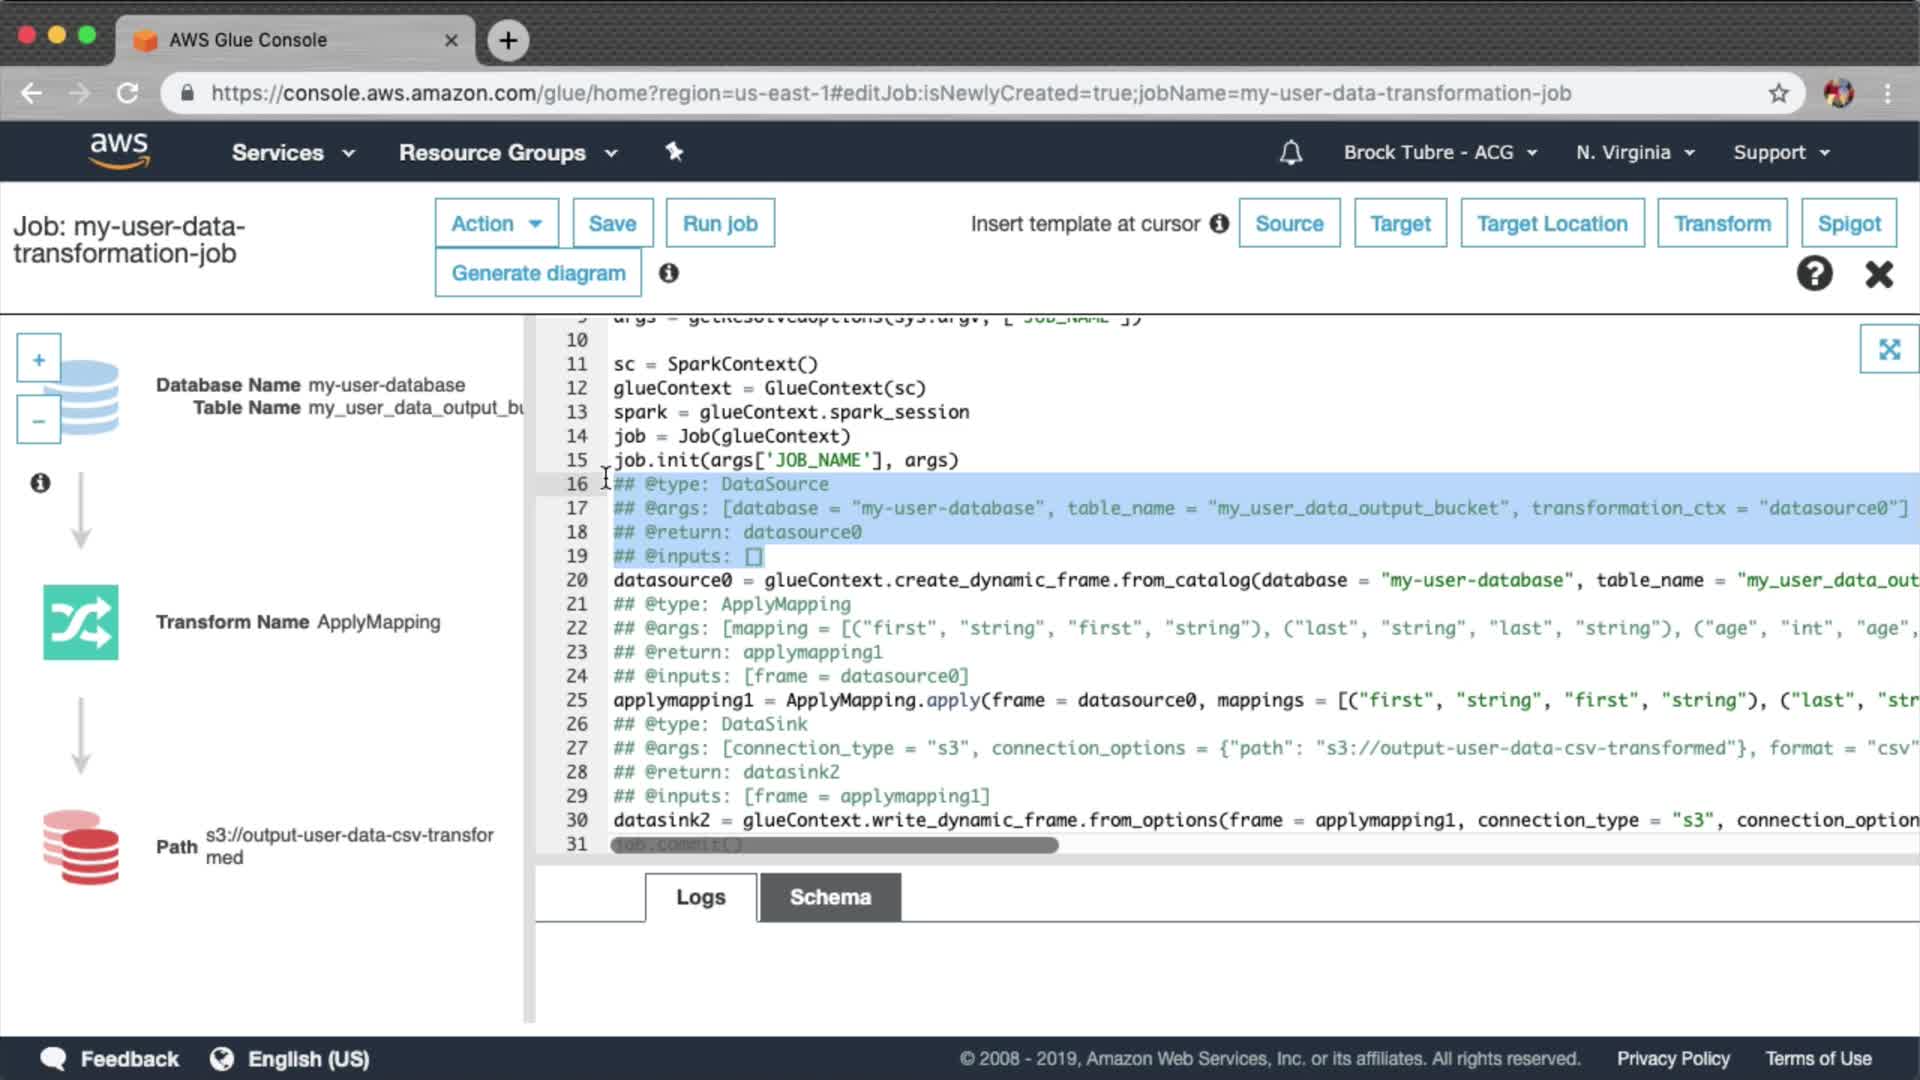 AWS Glue Console
https://console.aws.amazon.com/glue/home?region=us-east-1#editJob:isNewlyCreated=true;jobName=my-user-data-transformation-job
aws
Services
Resource Groups
Brock Tubre - ACG
N. Virginia
Support
Job: my-user-data-
transformation-job
Action
Save
Run job
Generate diagram
Insert template at cursor
Source
Target
Target Location
Transform
Spigot
+
−
Database Name my-user-database
Table Name my_user_data_output_bu
Transform Name ApplyMapping
Path s3://output-user-data-csv-transfor
med
9 args = getResolvedOptions(sys.argv, ['JOB_NAME'])
10
11 sc = SparkContext()
12 glueContext = GlueContext(sc)
13 spark = glueContext.spark_session
14 job = Job(glueContext)
15 job.init(args['JOB_NAME'], args)
16 ## @type: DataSource
17 ## @args: [database = "my-user-database", table_name = "my_user_data_output_bucket", transformation_ctx = "datasource0"]
18 ## @return: datasource0
19 ## @inputs: []
20 datasource0 = glueContext.create_dynamic_frame.from_catalog(database = "my-user-database", table_name = "my_user_data_out
21 ## @type: ApplyMapping
22 ## @args: [mapping = [("first", "string", "first", "string"), ("last", "string", "last", "string"), ("age", "int", "age",
23 ## @return: applymapping1
24 ## @inputs: [frame = datasource0]
25 applymapping1 = ApplyMapping.apply(frame = datasource0, mappings = [("first", "string", "first", "string"), ("last", "str
26 ## @type: DataSink
27 ## @args: [connection_type = "s3", connection_options = {"path": "s3://output-user-data-csv-transformed"}, format = "csv"
28 ## @return: datasink2
29 ## @inputs: [frame = applymapping1]
30 datasink2 = glueContext.write_dynamic_frame.from_options(frame = applymapping1, connection_type = "s3", connection_option
31 job.commit()
Logs
Schema
Feedback
English (US)
© 2008 - 2019, Amazon Web Services, Inc. or its affiliates. All rights reserved.
Privacy Policy
Terms of Use